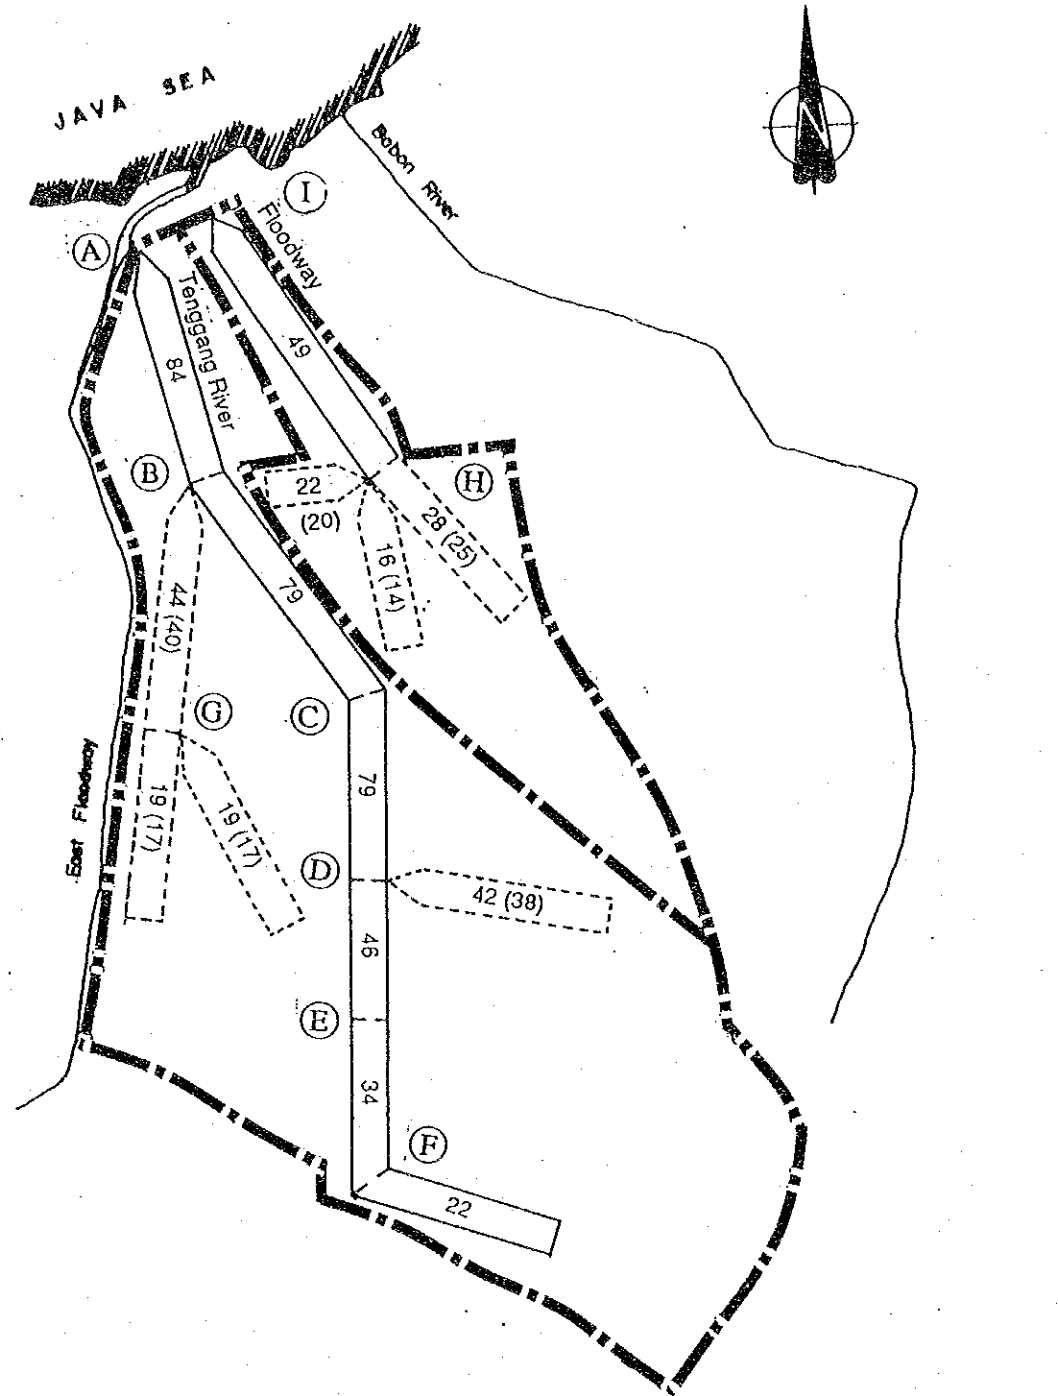 JAVA SEA
N
Babon River
I
Floodway
A
Tenggang River
49
84
B
H
22
(20)
28 (25)
16 (14)
79
44 (40)
G
C
East Floodway
79
19 (17)
19 (17)
D
42 (38)
46
E
34
F
22